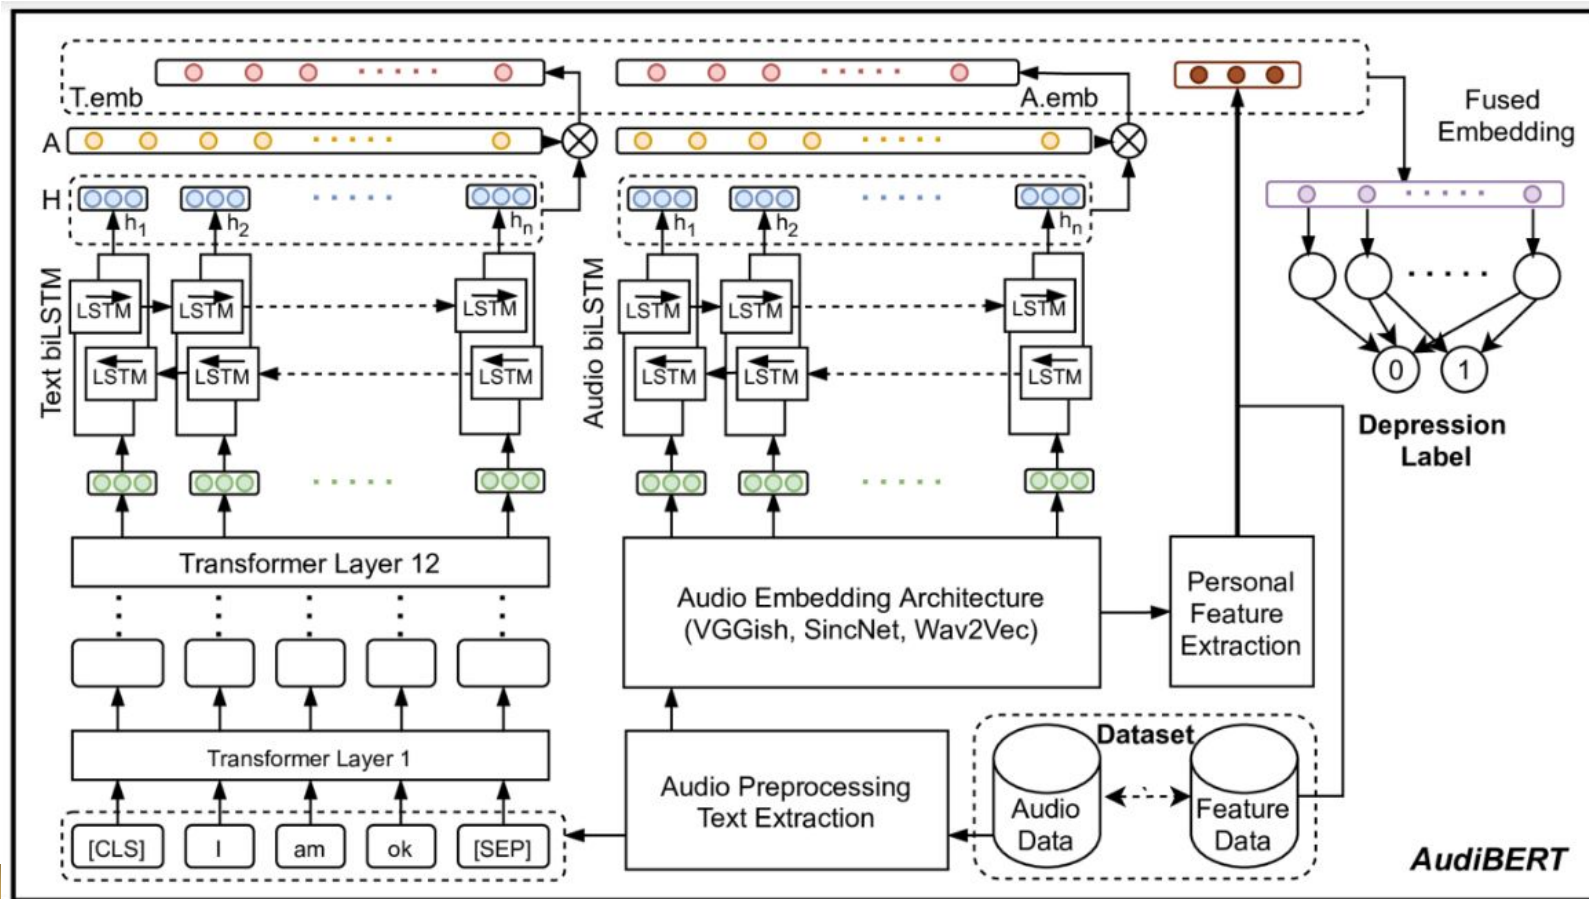 T.emb
A.emb
Fused
Embedding
A
H
h1
h2
hn
h1
h2
hn
Text biLSTM
LSTM
LSTM
LSTM
LSTM
LSTM
LSTM
Audio biLSTM
LSTM
LSTM
LSTM
LSTM
LSTM
LSTM
0
1
Depression
Label
Transformer Layer 12
Audio Embedding Architecture
(VGGish, SincNet, Wav2Vec)
Personal
Feature
Extraction
Transformer Layer 1
Audio Preprocessing
Text Extraction
Dataset
Audio
Data
Feature
Data
[CLS]
I
am
ok
[SEP]
AudiBERT